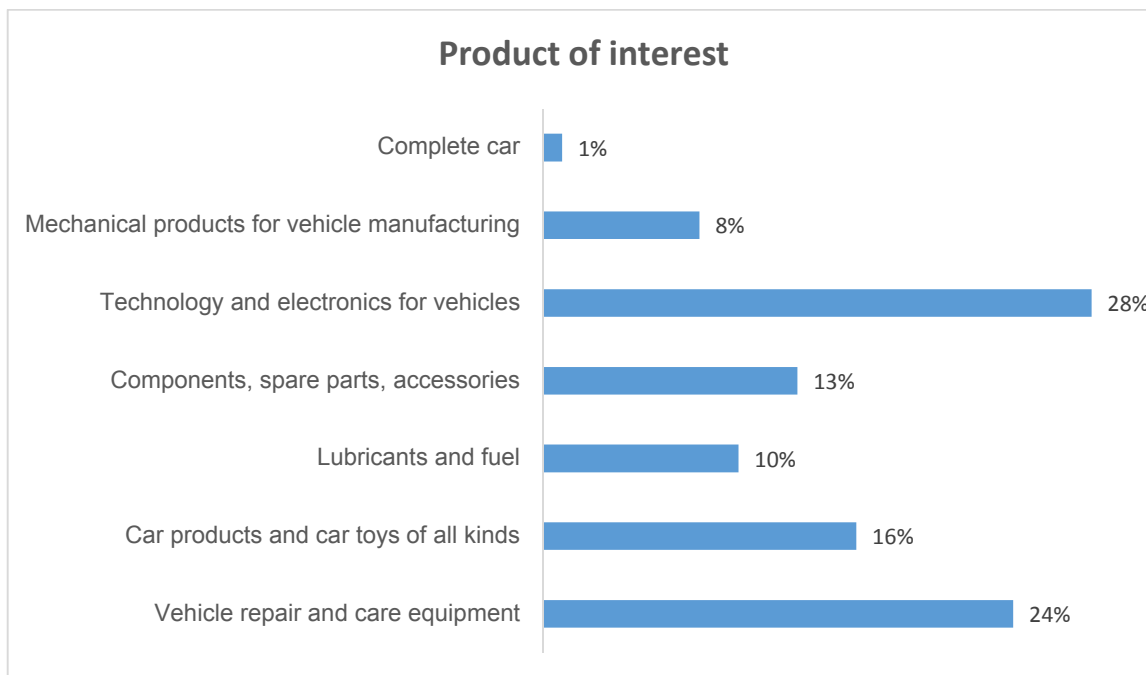 Product of interest
Complete car 1%
Mechanical products for vehicle manufacturing 8%
Technology and electronics for vehicles 28%
Components, spare parts, accessories 13%
Lubricants and fuel 10%
Car products and car toys of all kinds 16%
Vehicle repair and care equipment 24%